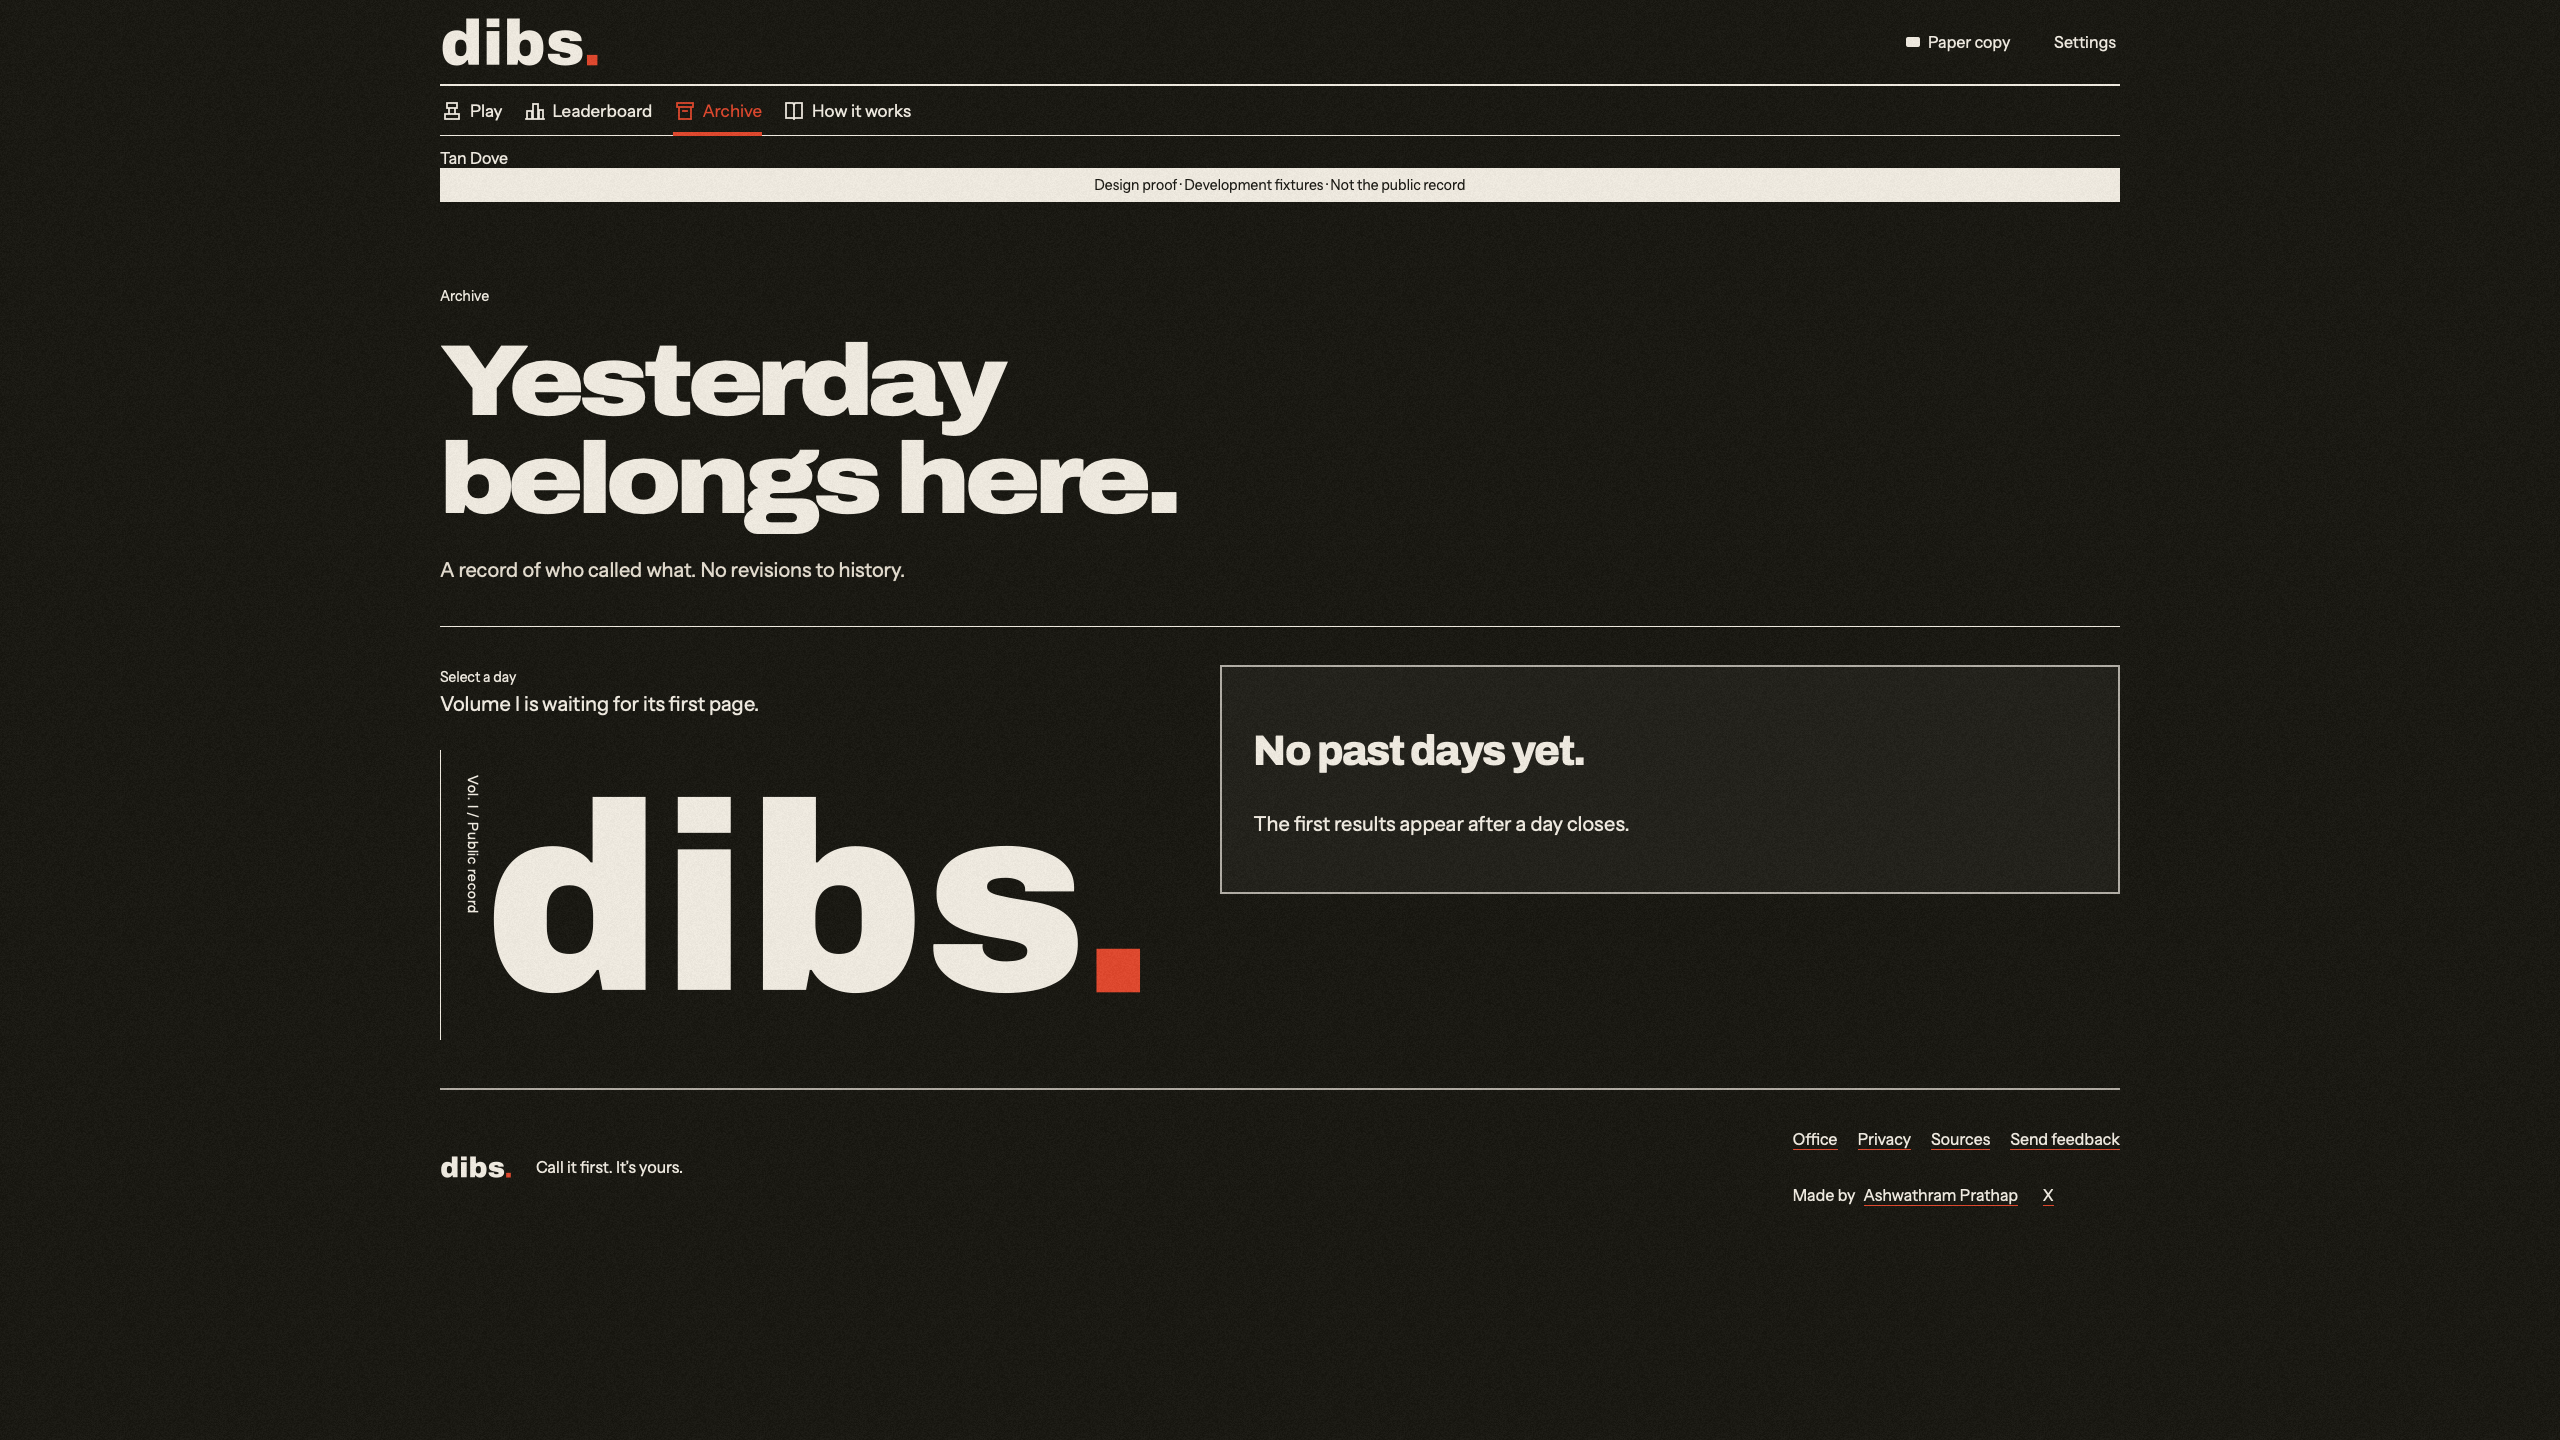 dibs.
Paper copy
Settings
Play
Leaderboard
Archive
How it works
Tan Dove
Design proof · Development fixtures · Not the public record
Archive
Yesterday
belongs here.
A record of who called what. No revisions to history.
Select a day
Volume I is waiting for its first page.
Vol. I / Public record
dibs.
No past days yet.
The first results appear after a day closes.
dibs.
Call it first. It's yours.
Office
Privacy
Sources
Send feedback
Made by Ashwathram Prathap
X